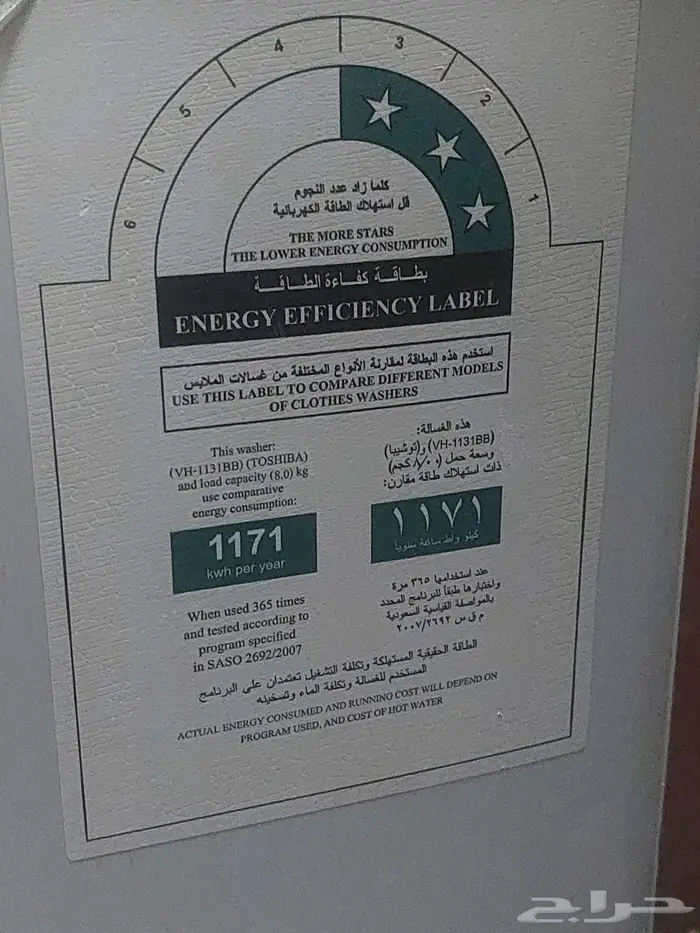 6 5 4 3 2 1
كلما زاد عدد النجوم
قل استهلاك الطاقة الكهربائية
THE MORE STARS
THE LOWER ENERGY CONSUMPTION
بطاقة كفاءة الطاقة
ENERGY EFFICIENCY LABEL
استخدم هذه البطاقة لمقارنة الأنواع المختلفة من غسالات الملابس
USE THIS LABEL TO COMPARE DIFFERENT MODELS
OF CLOTHES WASHERS
This washer:
(VH-1131BB) (TOSHIBA)
and load capacity (8.0) kg
use comparative
energy consumption:
1171
kwh per year
When used 365 times
and tested according to
program specified
in SASO 2692/2007
هذه الغسالة:
(VH-1131BB) و(توشيبا)
وسعة حمل (٨/٠٠ كجم)
ذات استهلاك طاقة مقارن:
١١٧١
كيلو واط ساعة سنويا
عند استخدامها ٣٦٥ مرة
واختبارها طبقاً للبرنامج المحدد
بالمواصفة القياسية السعودية
م ق س ٢٠٠٧/٢٦٩٢
الطاقة الحقيقية المستهلكة وتكلفة التشغيل تعتمدان على البرنامج
المستخدم للغسالة وتكلفة الماء وتسخينه
ACTUAL ENERGY CONSUMED AND RUNNING COST WILL DEPEND ON
PROGRAM USED, AND COST OF HOT WATER
حراج